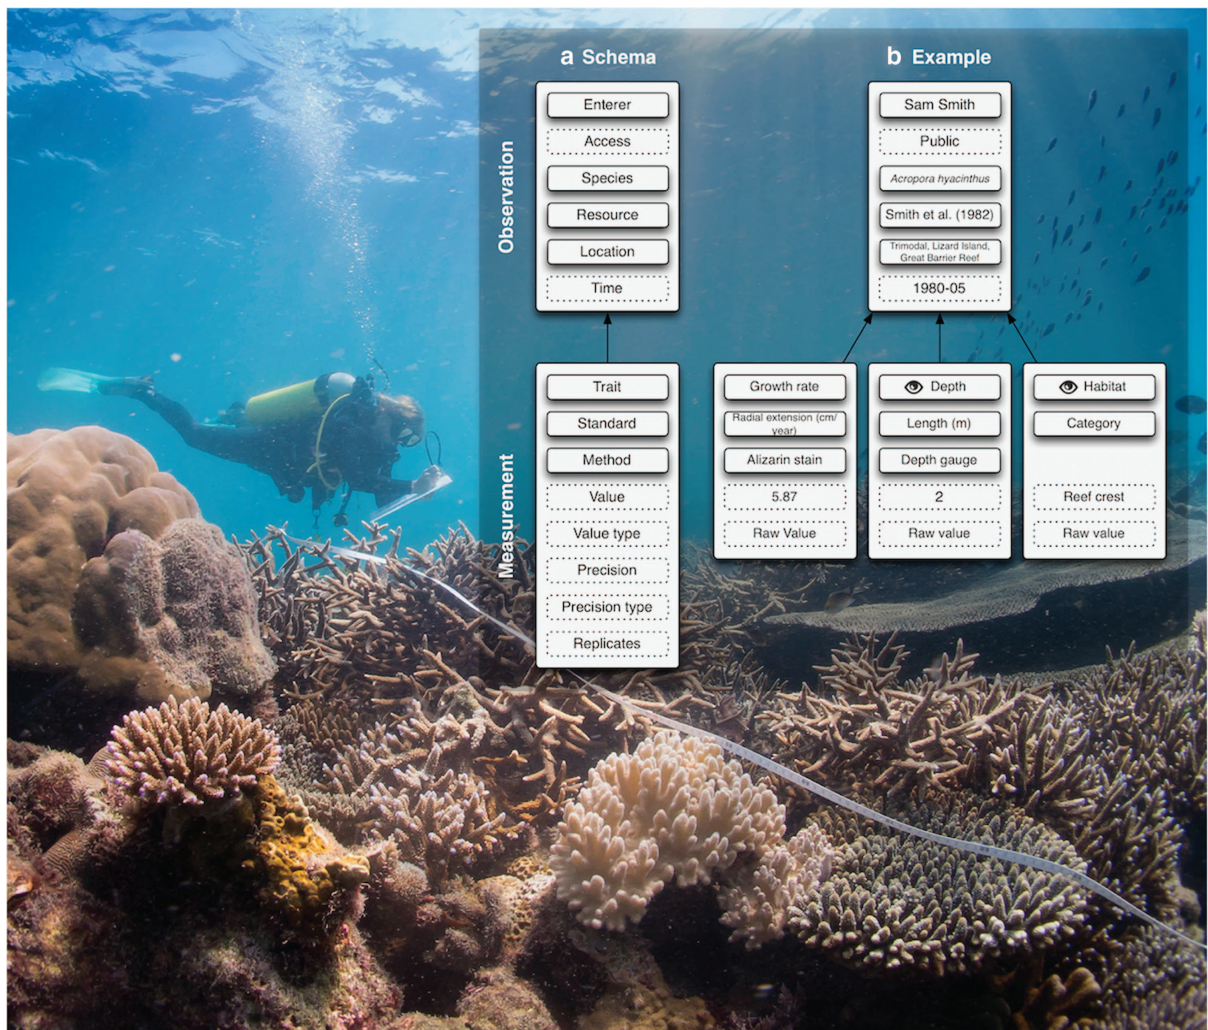 a Schema
b Example
Observation
Enterer
Access
Species
Resource
Location
Time
Sam Smith
Public
Acropora hyacinthus
Smith et al. (1982)
Trimodal, Lizard Island,
Great Barrier Reef
1980-05
Measurement
Trait
Standard
Method
Value
Value type
Precision
Precision type
Replicates
Growth rate
Radial extension (cm/
year)
Alizarin stain
5.87
Raw Value
Depth
Length (m)
Depth gauge
2
Raw value
Habitat
Category
Reef crest
Raw value